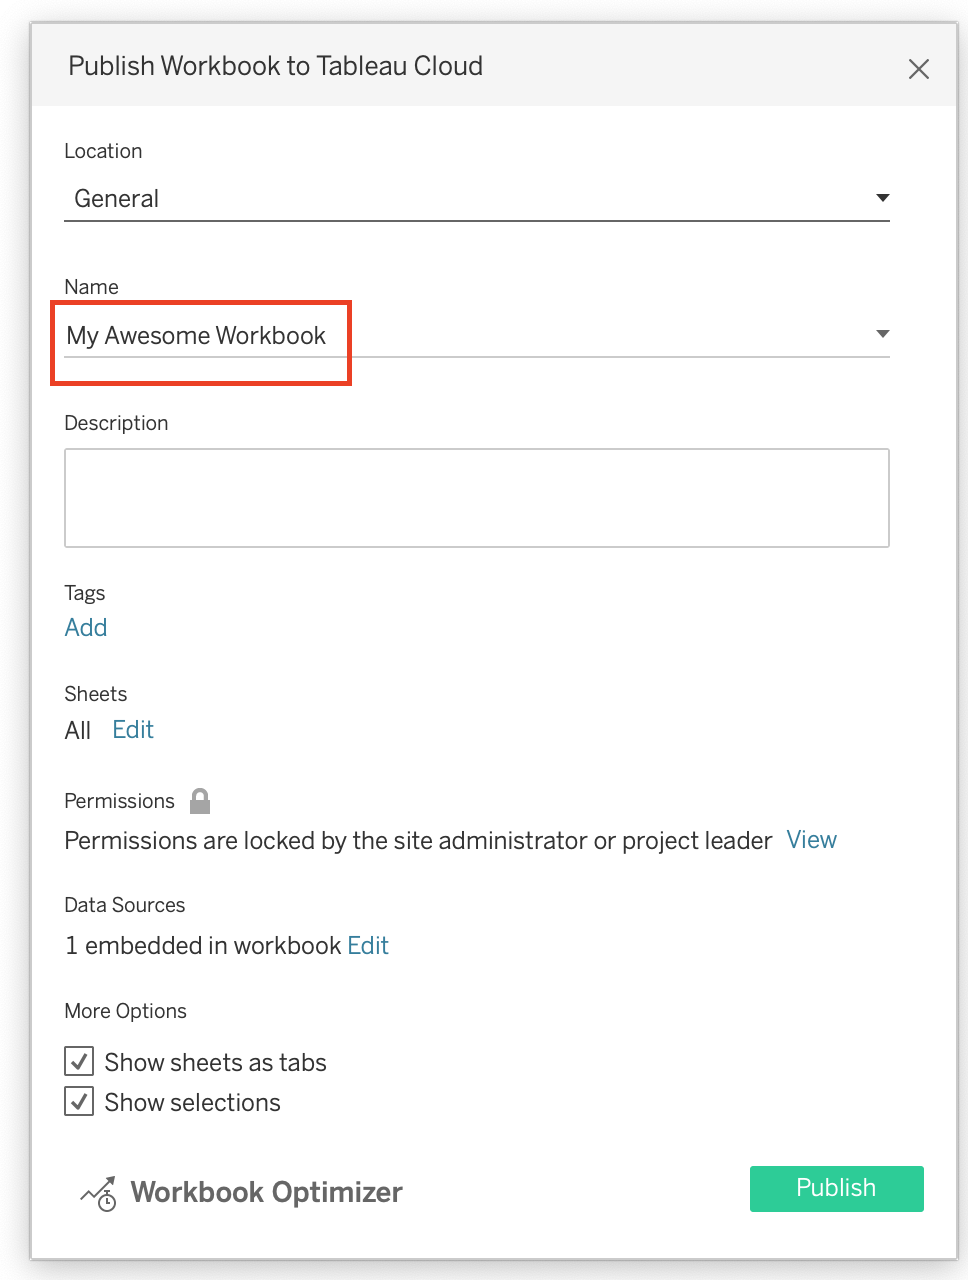 Publish Workbook to Tableau Cloud
Location
General
Name
My Awesome Workbook
Description
Tags
Add
Sheets
All Edit
Permissions
Permissions are locked by the site administrator or project leader View
Data Sources
1 embedded in workbook Edit
More Options
Show sheets as tabs
Show selections
Workbook Optimizer
Publish